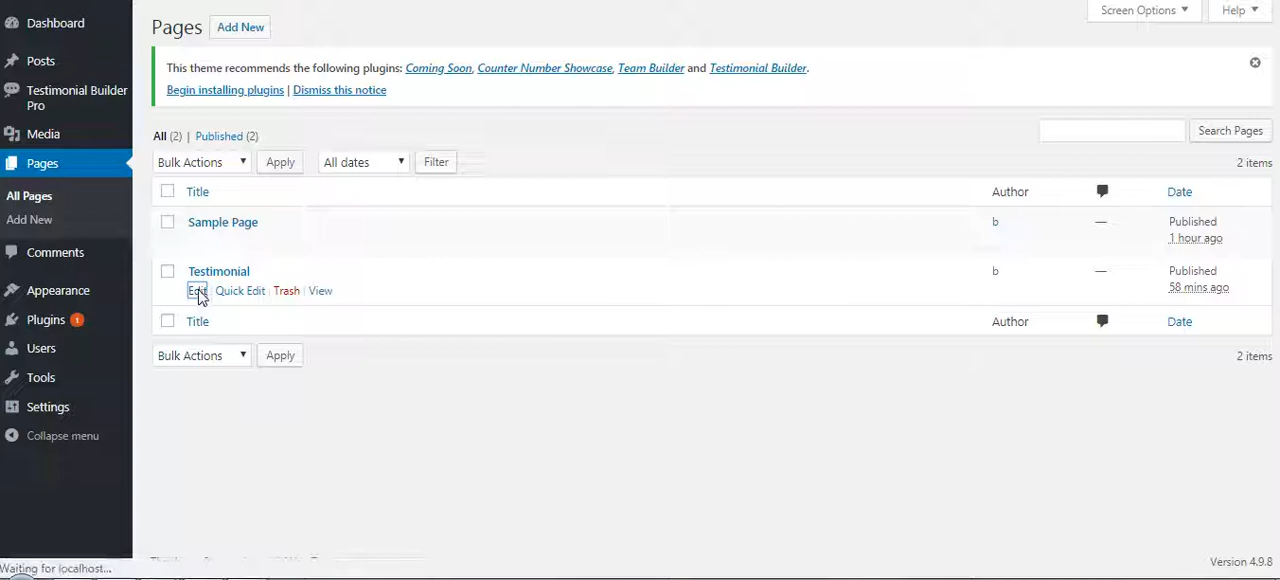 Screen Options Help
Dashboard
Posts
Testimonial Builder
Pro
Media
Pages
All Pages
Add New
Comments
Appearance
Plugins 1
Users
Tools
Settings
Collapse menu
Pages Add New
This theme recommends the following plugins: Coming Soon, Counter Number Showcase, Team Builder and Testimonial Builder.
Begin installing plugins | Dismiss this notice
All (2) | Published (2)
Search Pages
Bulk Actions Apply All dates Filter
2 items
Title Author Date
Sample Page b — Published
1 hour ago
Testimonial b — Published
Edit | Quick Edit | Trash | View 58 mins ago
Title Author Date
Bulk Actions Apply
2 items
Waiting for localhost...
Version 4.9.8